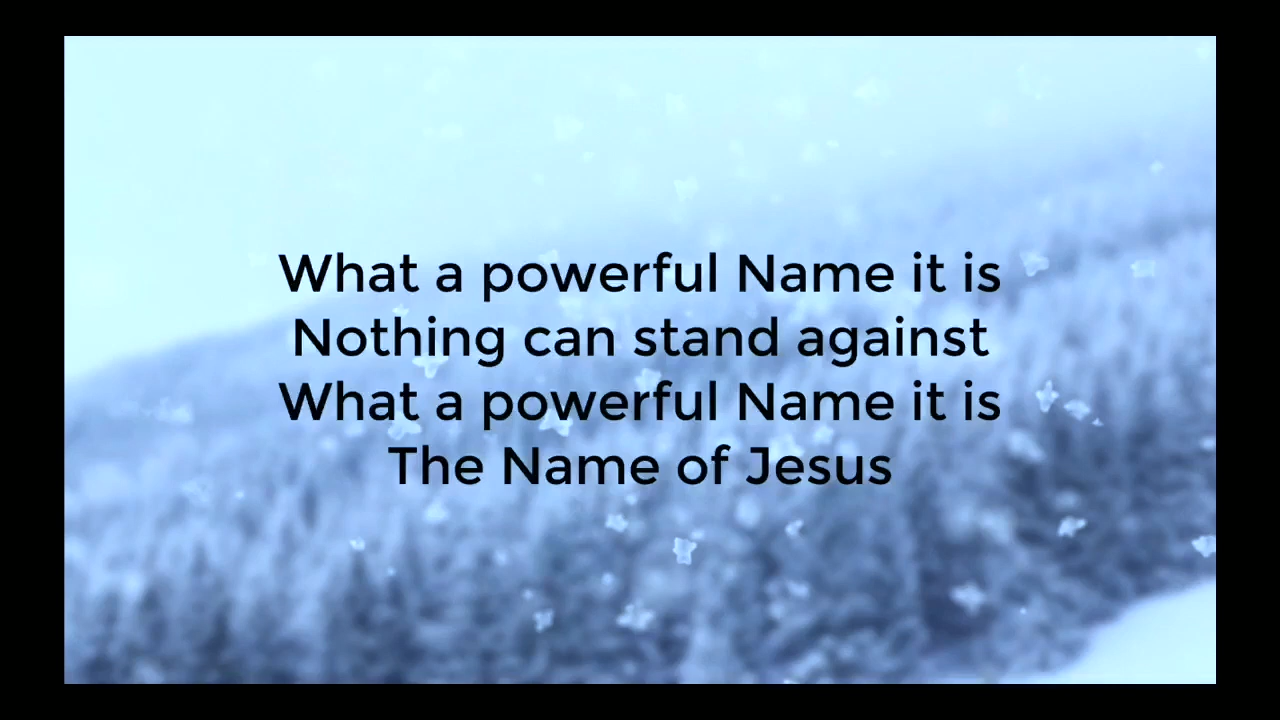 What a powerful Name it is
Nothing can stand against
What a powerful Name it is
The Name of Jesus